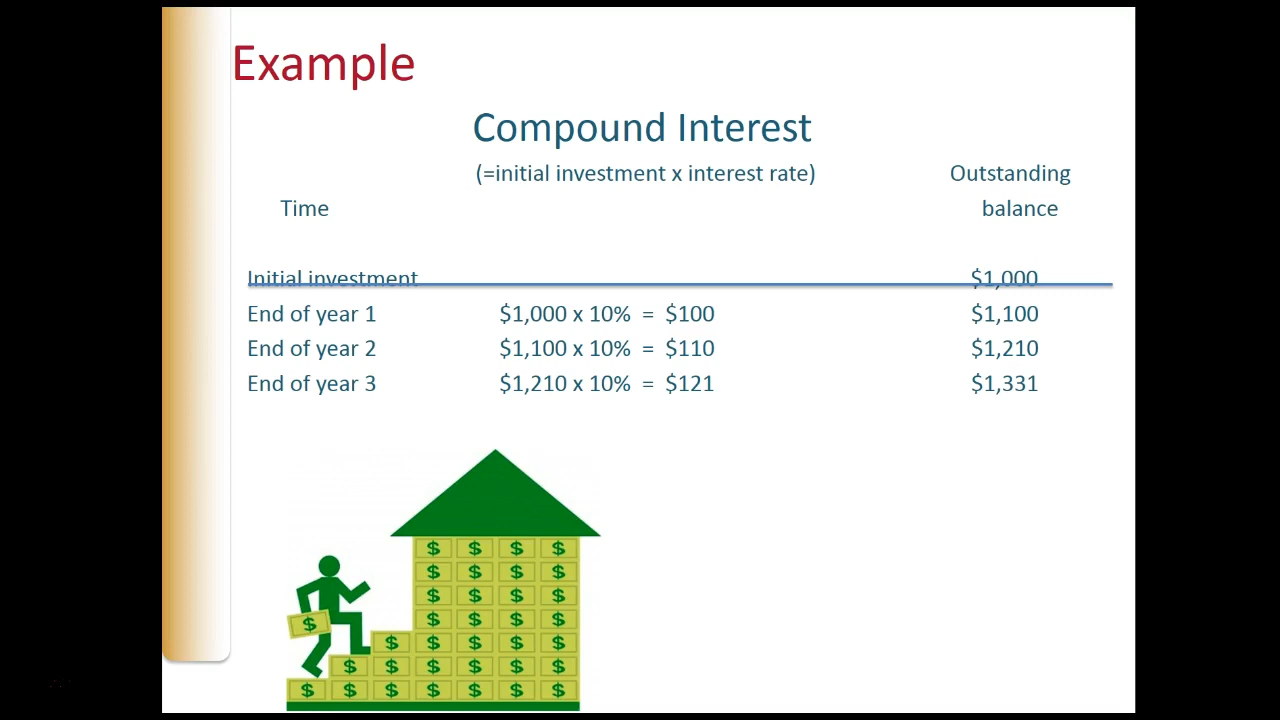 Example
Compound Interest
(=initial investment x interest rate) Outstanding
Time balance
Initial investment $1,000
End of year 1 $1,000 x 10% = $100 $1,100
End of year 2 $1,100 x 10% = $110 $1,210
End of year 3 $1,210 x 10% = $121 $1,331
$ $ $ $
$ $ $ $
$ $ $ $
$ $ $ $ $
$ $ $ $ $
$ $ $ $ $ $
$ $ $ $ $ $ $